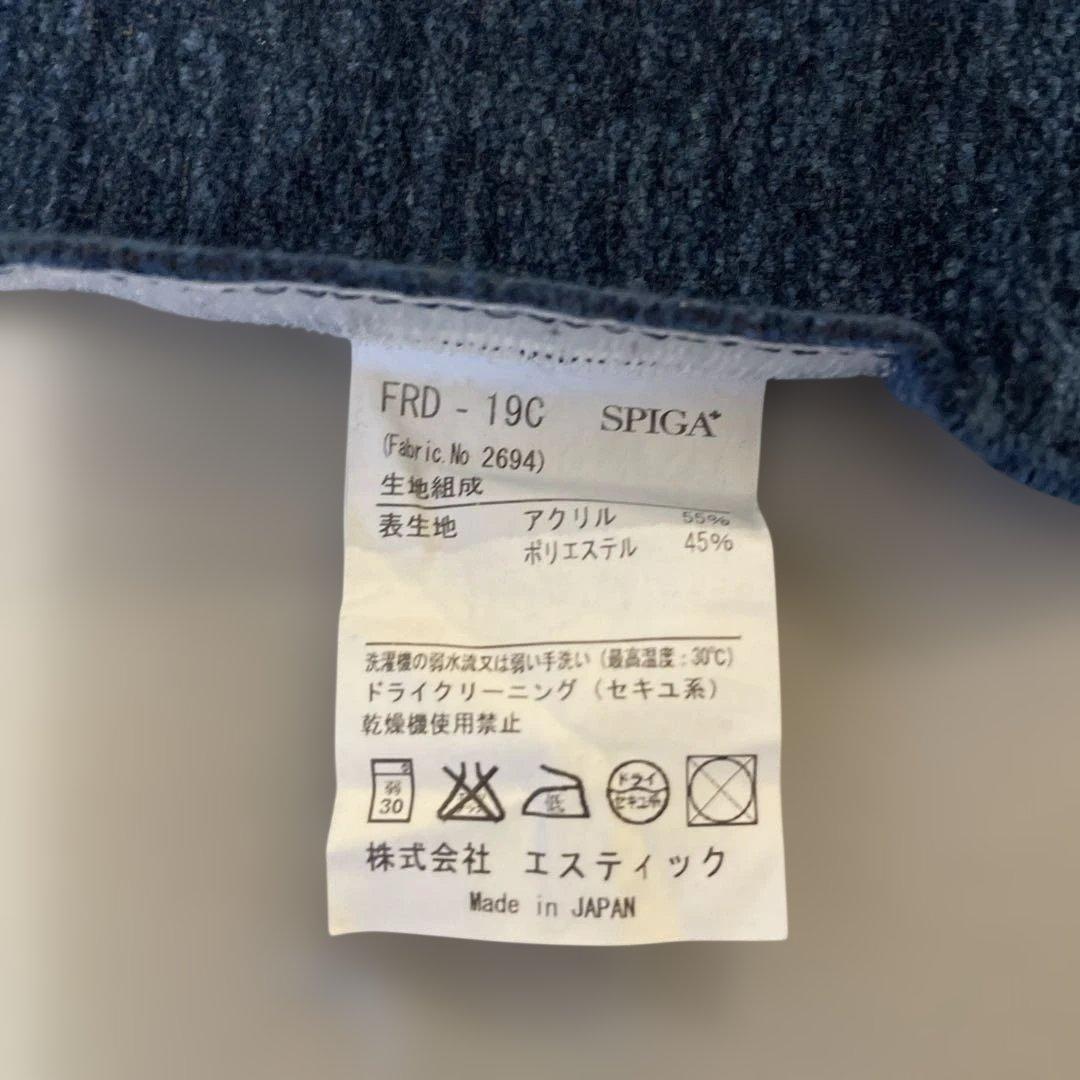 FRD - 19C SPIGA+
(Fabric.No 2694)
生地組成
表生地 アクリル 55%
ポリエステル 45%
洗濯機の弱水流又は弱い手洗い (最高温度:30℃)
ドライクリーニング (セキユ系)
乾燥機使用禁止
弱 30 低 ドライ セキユ系
株式会社 エスティック
Made in JAPAN